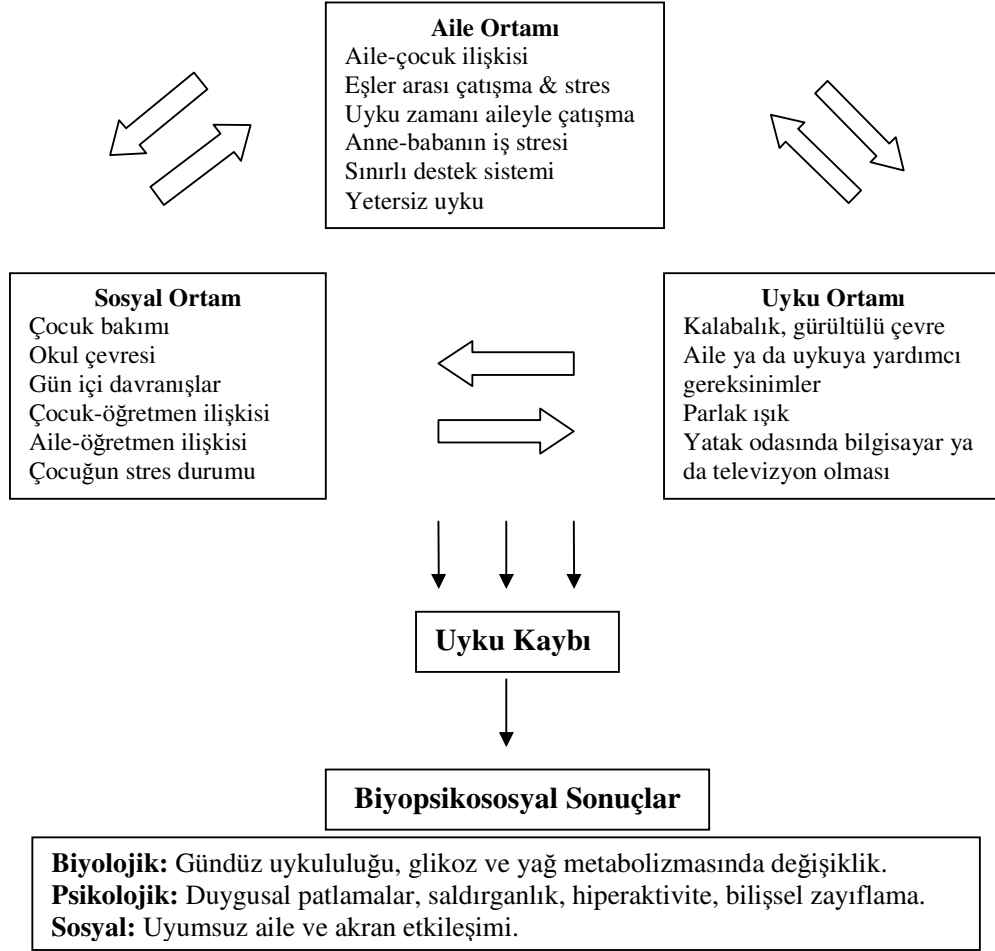 Aile Ortamı
Aile-çocuk ilişkisi
Eşler arası çatışma & stres
Uyku zamanı aileyle çatışma
Anne-babanın iş stresi
Sınırlı destek sistemi
Yetersiz uyku
Sosyal Ortam
Çocuk bakımı
Okul çevresi
Gün içi davranışlar
Çocuk-öğretmen ilişkisi
Aile-öğretmen ilişkisi
Çocuğun stres durumu
Uyku Ortamı
Kalabalık, gürültülü çevre
Aile ya da uykuya yardımcı
gereksinimler
Parlak ışık
Yatak odasında bilgisayar ya
da televizyon olması
Uyku Kaybı
Biyopsikososyal Sonuçlar
Biyolojik: Gündüz uykululuğu, glikoz ve yağ metabolizmasında değişiklik.
Psikolojik: Duygusal patlamalar, saldırganlık, hiperaktivite, bilişsel zayıflama.
Sosyal: Uyumsuz aile ve akran etkileşimi.